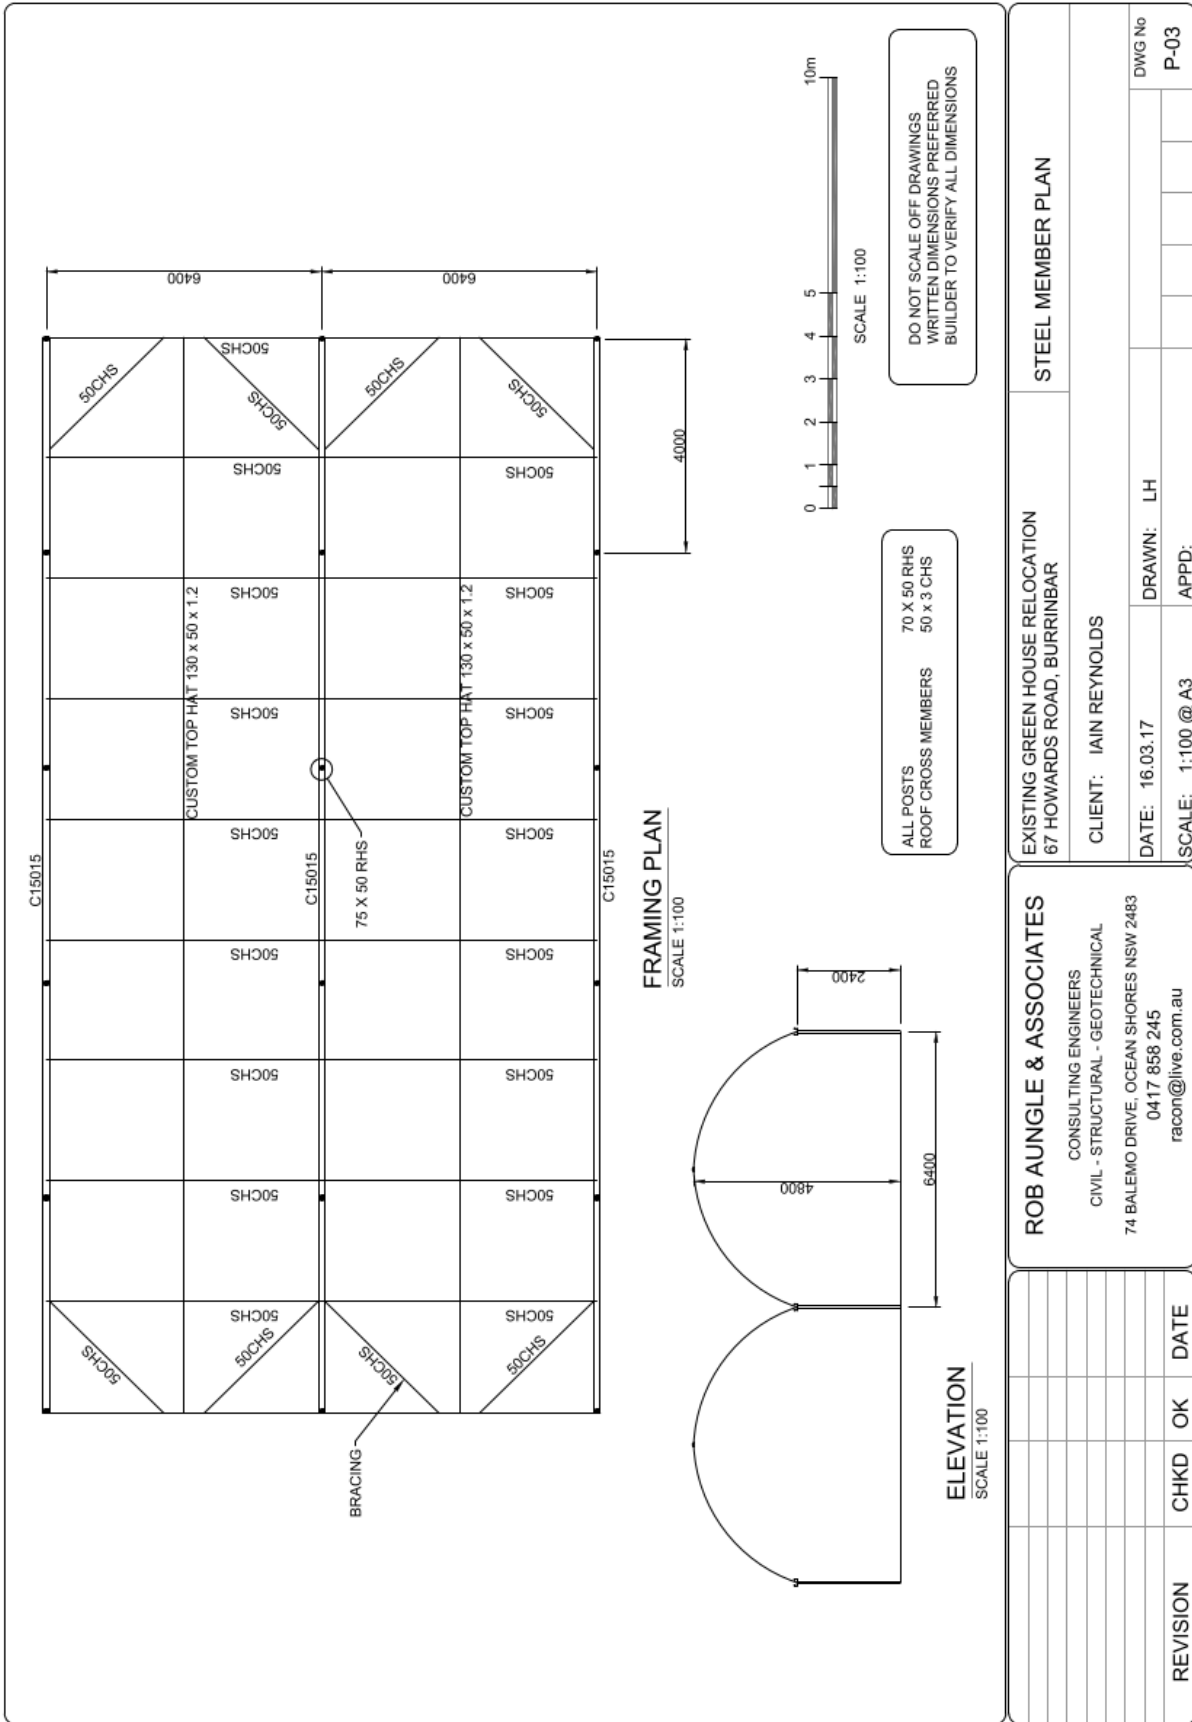 C15015
6400
50CHS
50CHS
50CHS
50CHS
50CHS
50CHS
50CHS
50CHS
50CHS
50CHS
50CHS
50CHS
50CHS
CUSTOM TOP HAT 130 x 50 x 1.2
C15015
6400
50CHS
50CHS
50CHS
50CHS
50CHS
50CHS
50CHS
50CHS
50CHS
50CHS
50CHS
50CHS
CUSTOM TOP HAT 130 x 50 x 1.2
BRACING
75 X 50 RHS
C15015
4000
FRAMING PLAN
SCALE 1:100
2400
4800
6400
ELEVATION
SCALE 1:100
0 1 2 3 4 5 10m
SCALE 1:100
ALL POSTS 70 X 50 RHS
ROOF CROSS MEMBERS 50 x 3 CHS
DO NOT SCALE OFF DRAWINGS
WRITTEN DIMENSIONS PREFERRED
BUILDER TO VERIFY ALL DIMENSIONS
REVISION CHKD OK DATE
ROB AUNGLE & ASSOCIATES
CONSULTING ENGINEERS
CIVIL - STRUCTURAL - GEOTECHNICAL
74 BALEMO DRIVE, OCEAN SHORES NSW 2483
0417 858 245
racon@live.com.au
EXISTING GREEN HOUSE RELOCATION
67 HOWARDS ROAD, BURRINBAR
STEEL MEMBER PLAN
CLIENT: IAIN REYNOLDS
DATE: 16.03.17
DRAWN: LH
DWG No
P-03
SCALE: 1:100 @ A3
APPD: